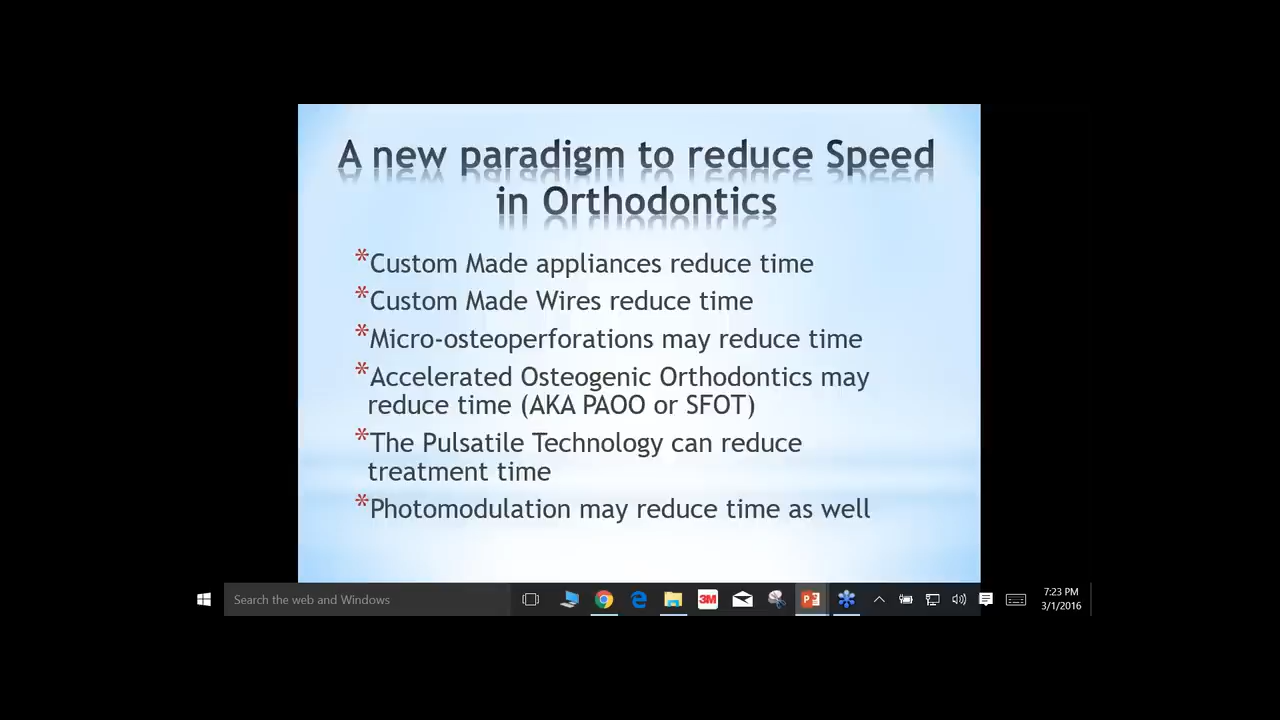 A new paradigm to reduce Speed
in Orthodontics
*Custom Made appliances reduce time
*Custom Made Wires reduce time
*Micro-osteoperforations may reduce time
*Accelerated Osteogenic Orthodontics may
reduce time (AKA PAOO or SFOT)
*The Pulsatile Technology can reduce
treatment time
*Photomodulation may reduce time as well
Search the web and Windows
3M
7:23 PM
3/1/2016